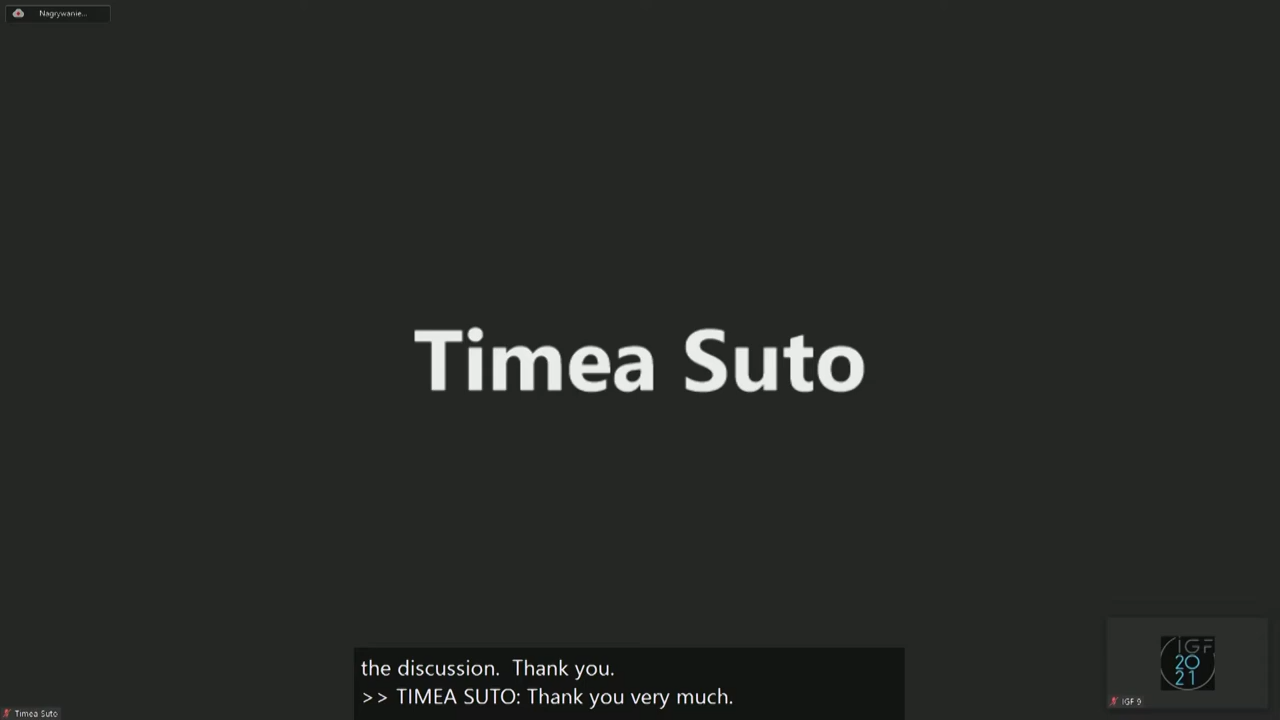 Nagrywanie...
Timea Suto
the discussion.  Thank you.
>> TIMEA SUTO: Thank you very much.
IGF
20
21
IGF 9
Timea Suto